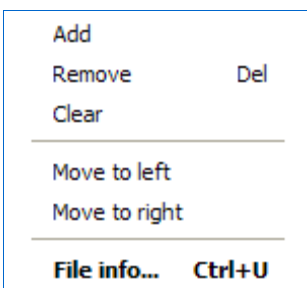 Add
Remove Del
Clear
Move to left
Move to right
File info... Ctrl+U